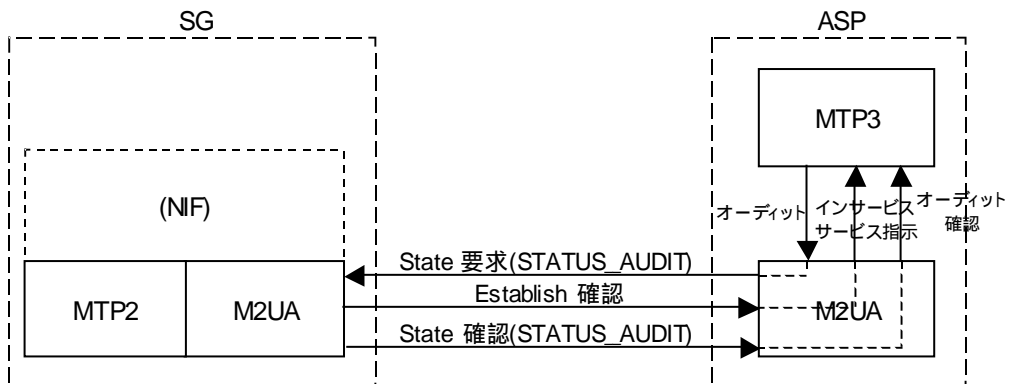 SG
ASP
MTP3
(NIF)
オーディット
インサービス
サービス指示
オーディット
確認
State 要求(STATUS_AUDIT)
Establish 確認
State 確認(STATUS_AUDIT)
MTP2
M2UA
M2UA